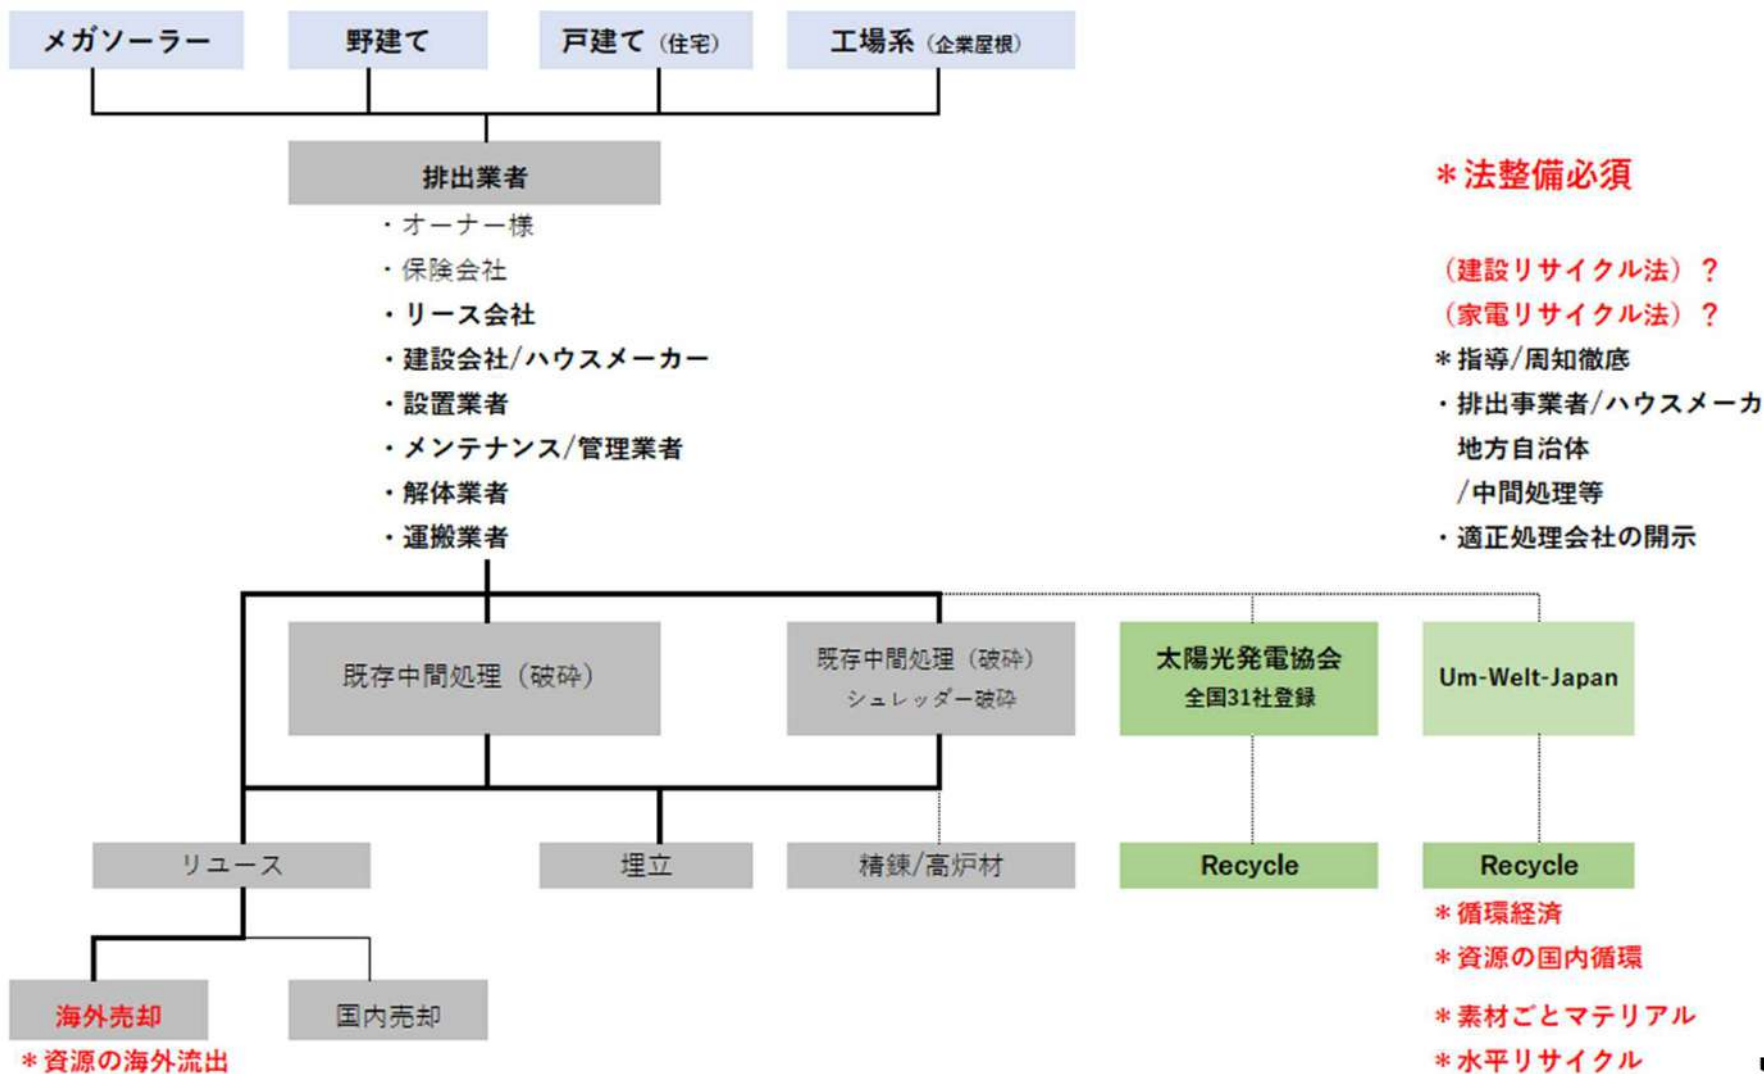 メガソーラー
野建て
戸建て（住宅）
工場系（企業屋根）
排出業者
・オーナー様
・保険会社
・リース会社
・建設会社/ハウスメーカー
・設置業者
・メンテナンス/管理業者
・解体業者
・運搬業者
＊法整備必須
（建設リサイクル法）？
（家電リサイクル法）？
＊指導/周知徹底
・排出事業者/ハウスメーカ
地方自治体
/中間処理等
・適正処理会社の開示
既存中間処理（破砕）
既存中間処理（破砕）
シュレッダー破砕
太陽光発電協会
全国31社登録
Um-Welt-Japan
リユース
埋立
精錬/高炉材
Recycle
Recycle
＊循環経済
＊資源の国内循環
＊素材ごとマテリアル
＊水平リサイクル
海外売却
国内売却
＊資源の海外流出